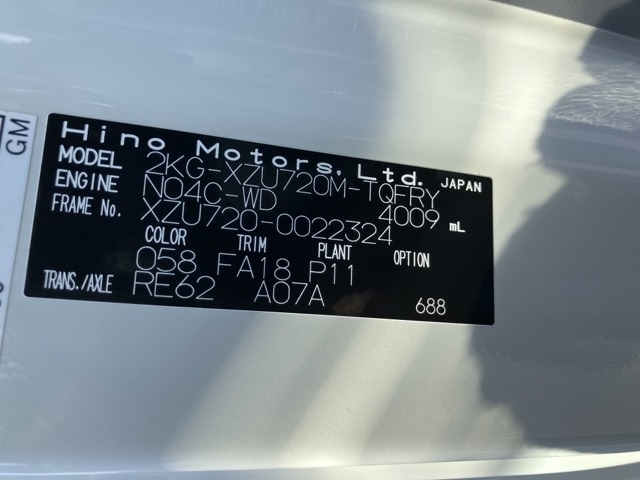 GM
Hino Motors, Ltd. JAPAN
MODEL 2KG-XZU720M-TQFRY
ENGINE N04C-WD 4009 mL
FRAME No. XZU720-0022324
COLOR TRIM PLANT OPTION
058 FA18 P11
TRANS./AXLE RE62 A07A 688